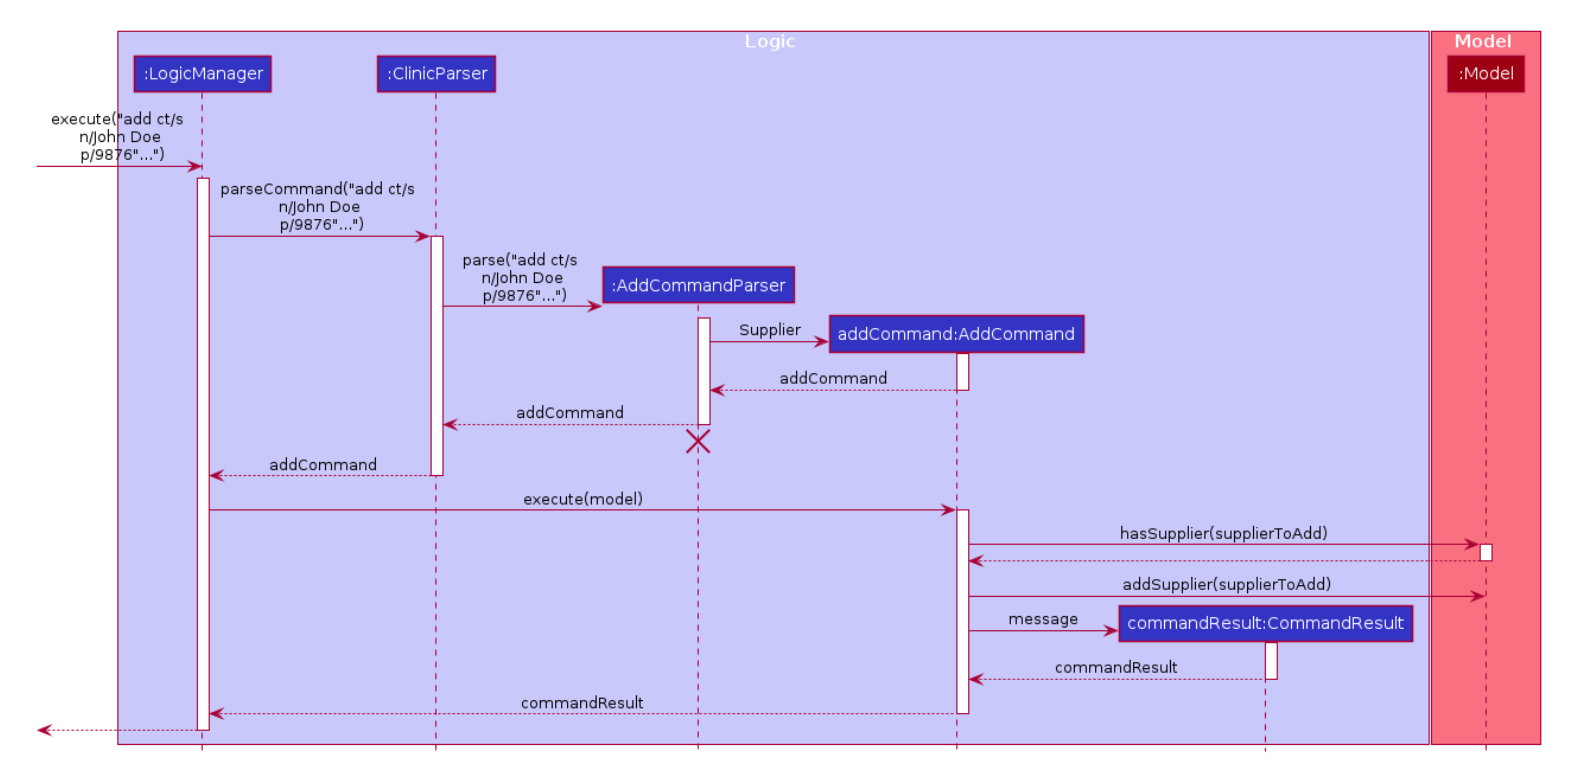 Logic
Model
:LogicManager
:ClinicParser
:Model
execute("add ct/s
n/John Doe
p/9876"...")
parseCommand("add ct/s
n/John Doe
p/9876"...")
parse("add ct/s
n/John Doe
p/9876"...")
:AddCommandParser
Supplier
addCommand:AddCommand
addCommand
addCommand
addCommand
execute(model)
hasSupplier(supplierToAdd)
addSupplier(supplierToAdd)
message
commandResult:CommandResult
commandResult
commandResult